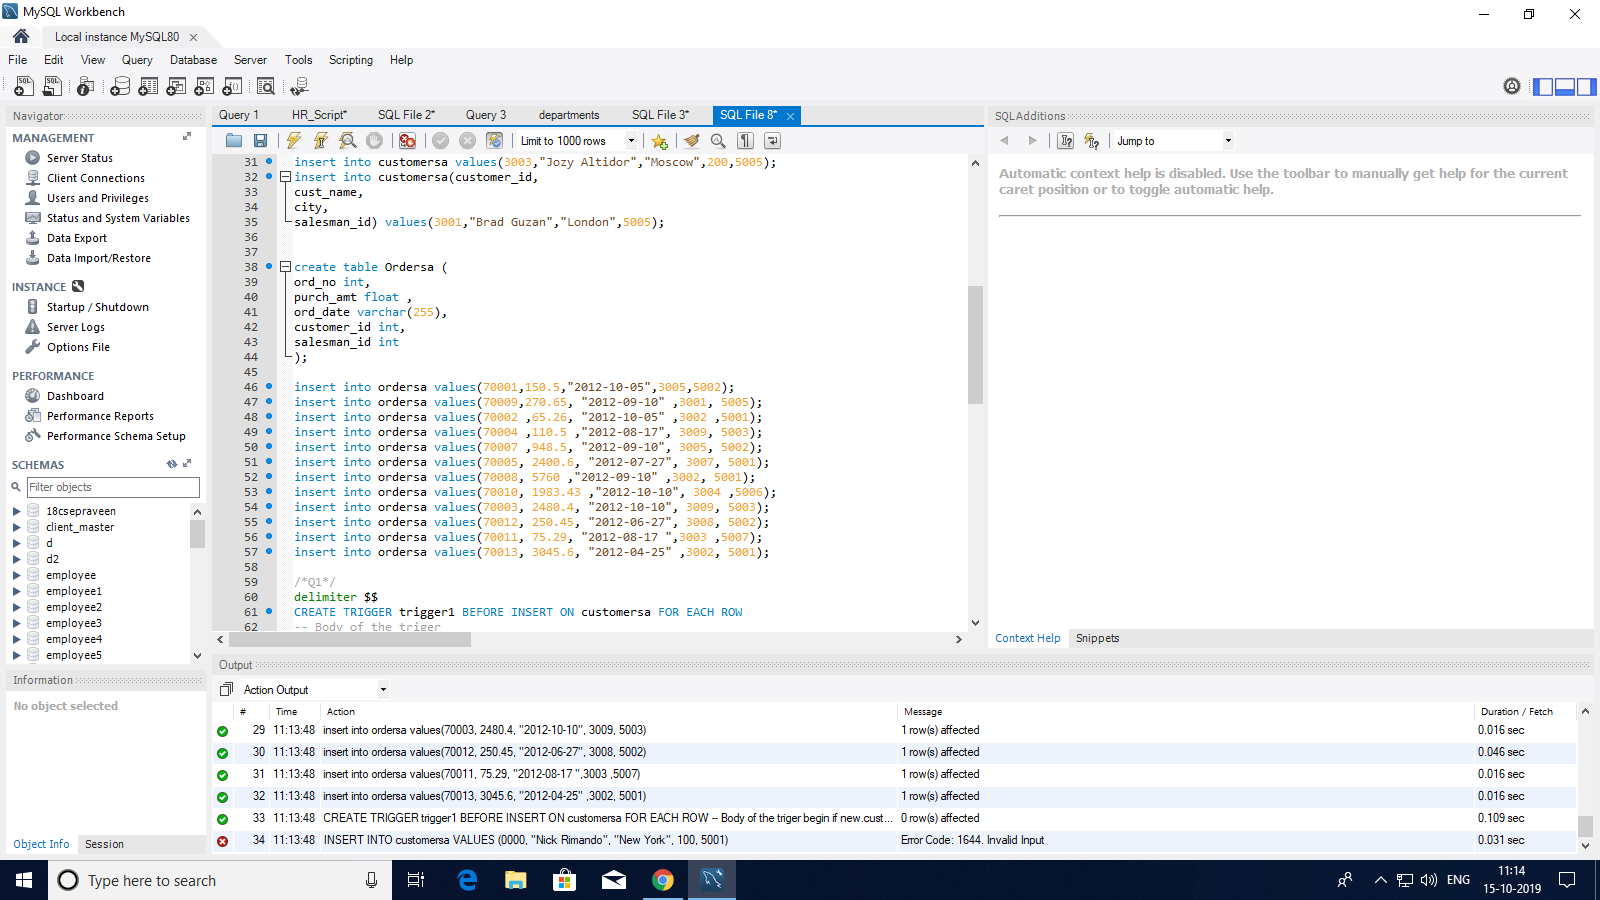 MySQL Workbench
Local instance MySQL80
File Edit View Query Database Server Tools Scripting Help
Navigator
MANAGEMENT
Server Status
Client Connections
Users and Privileges
Status and System Variables
Data Export
Data Import/Restore
INSTANCE
Startup / Shutdown
Server Logs
Options File
PERFORMANCE
Dashboard
Performance Reports
Performance Schema Setup
SCHEMAS
Filter objects
18csepraveen
client_master
d
d2
employee
employee1
employee2
employee3
employee4
employee5
Information
No object selected
Object Info Session
Query 1 HR_Script* SQL File 2* Query 3 departments SQL File 3* SQL File 8*
Limit to 1000 rows
31 insert into customersa values(3003,"Jozy Altidor","Moscow",200,5005);
32 insert into customersa(customer_id,
33 cust_name,
34 city,
35 salesman_id) values(3001,"Brad Guzan","London",5005);
36
37
38 create table Ordersa (
39 ord_no int,
40 purch_amt float ,
41 ord_date varchar(255),
42 customer_id int,
43 salesman_id int
44 );
45
46 insert into ordersa values(70001,150.5,"2012-10-05",3005,5002);
47 insert into ordersa values(70009,270.65, "2012-09-10" ,3001, 5005);
48 insert into ordersa values(70002 ,65.26, "2012-10-05" ,3002 ,5001);
49 insert into ordersa values(70004 ,110.5 ,"2012-08-17", 3009, 5003);
50 insert into ordersa values(70007 ,948.5, "2012-09-10", 3005, 5002);
51 insert into ordersa values(70005, 2400.6, "2012-07-27", 3007, 5001);
52 insert into ordersa values(70008, 5760 ,"2012-09-10" ,3002, 5001);
53 insert into ordersa values(70010, 1983.43 ,"2012-10-10", 3004 ,5006);
54 insert into ordersa values(70003, 2480.4, "2012-10-10", 3009, 5003);
55 insert into ordersa values(70012, 250.45, "2012-06-27", 3008, 5002);
56 insert into ordersa values(70011, 75.29, "2012-08-17 ",3003 ,5007);
57 insert into ordersa values(70013, 3045.6, "2012-04-25" ,3002, 5001);
58
59 /*Q1*/
60 delimiter $$
61 CREATE TRIGGER trigger1 BEFORE INSERT ON customersa FOR EACH ROW
62 -- Body of the triger
SQLAdditions
Jump to
Automatic context help is disabled. Use the toolbar to manually get help for the current
caret position or to toggle automatic help.
Context Help Snippets
Output
Action Output
# Time Action Message Duration / Fetch
29 11:13:48 insert into ordersa values(70003, 2480.4, "2012-10-10", 3009, 5003) 1 row(s) affected 0.016 sec
30 11:13:48 insert into ordersa values(70012, 250.45, "2012-06-27", 3008, 5002) 1 row(s) affected 0.046 sec
31 11:13:48 insert into ordersa values(70011, 75.29, "2012-08-17 ",3003 ,5007) 1 row(s) affected 0.016 sec
32 11:13:48 insert into ordersa values(70013, 3045.6, "2012-04-25" ,3002, 5001) 1 row(s) affected 0.016 sec
33 11:13:48 CREATE TRIGGER trigger1 BEFORE INSERT ON customersa FOR EACH ROW -- Body of the triger begin if new.cust... 0 row(s) affected 0.109 sec
34 11:13:48 INSERT INTO customersa VALUES (0000, "Nick Rimando", "New York", 100, 5001) Error Code: 1644. Invalid Input 0.031 sec
Type here to search
ENG
11:14
15-10-2019